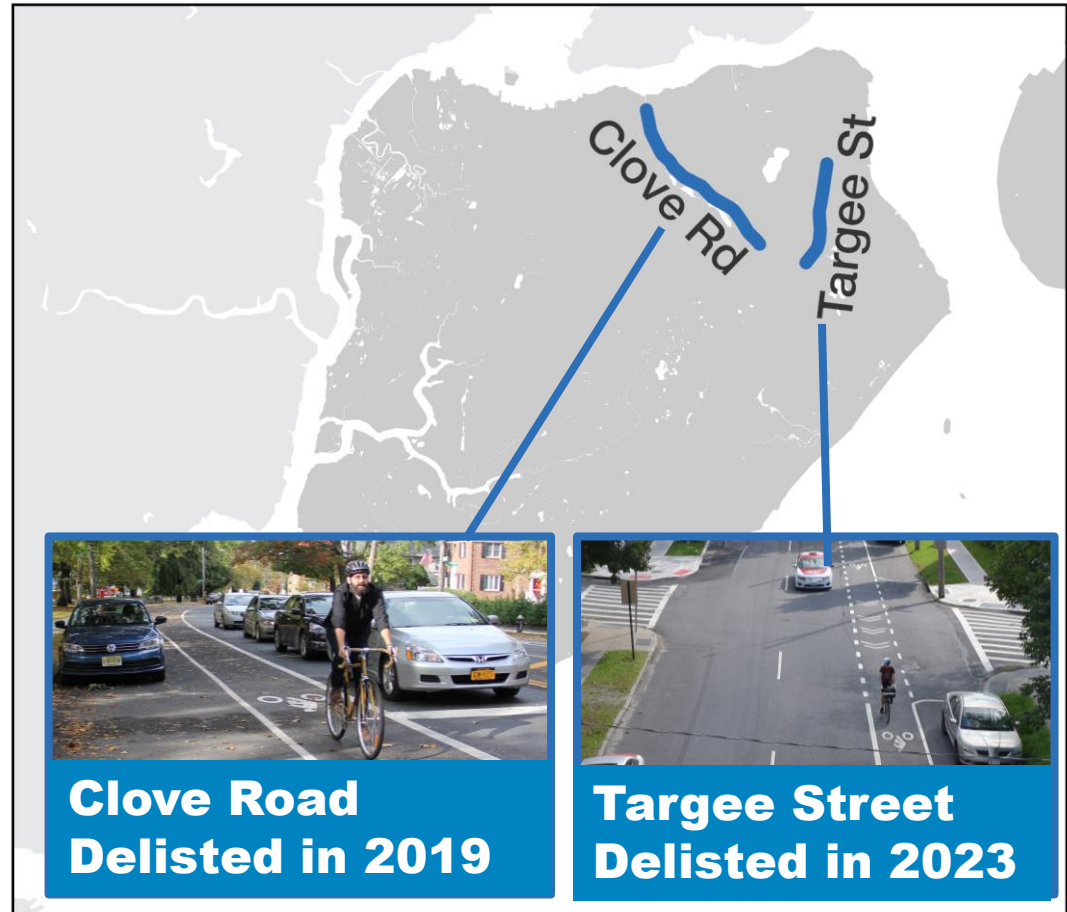 Clove Rd
Targee St
Clove Road
Delisted in 2019
Targee Street
Delisted in 2023